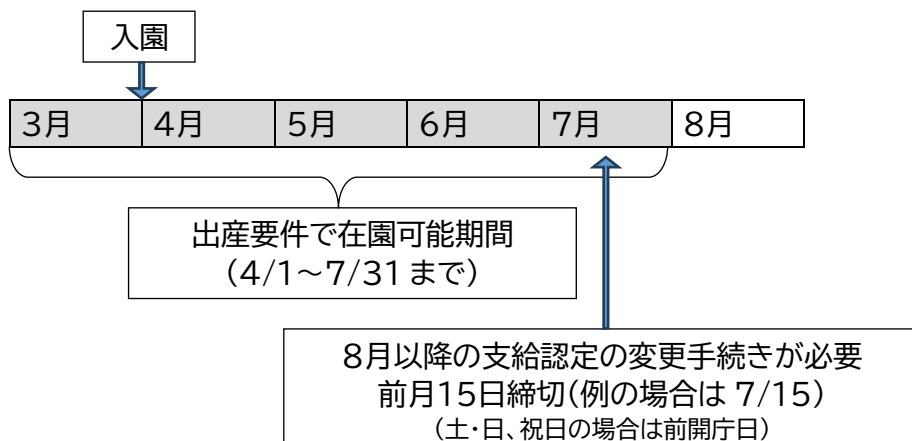 入園
3月 4月 5月 6月 7月 8月
出産要件で在園可能期間
（4/1～7/31まで）
8月以降の支給認定の変更手続きが必要
前月15日締切（例の場合は 7/15）
（土・日、祝日の場合は前開庁日）